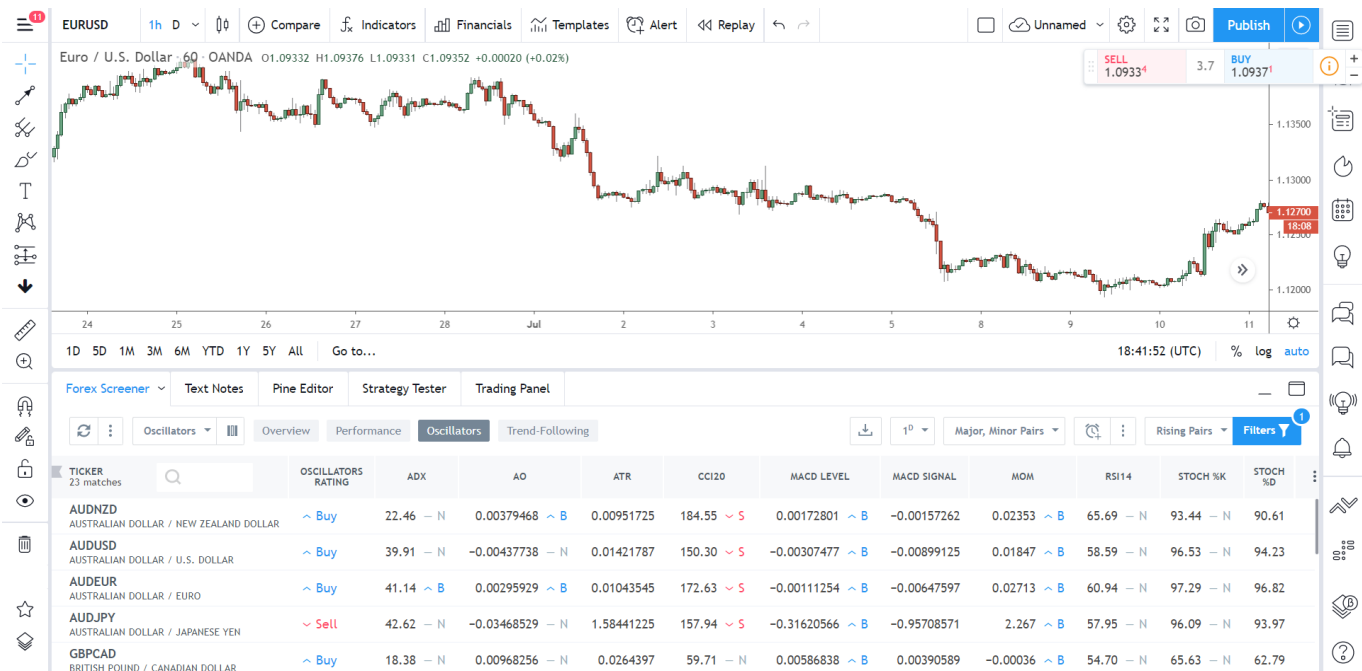 11
EURUSD 1h D Compare Indicators Financials Templates Alert Replay Unnamed Publish
Euro / U.S. Dollar · 60 · OANDA O1.09332 H1.09376 L1.09331 C1.09352 +0.00020 (+0.02%)
SELL
1.09334
3.7
BUY
1.09371
1.13500
1.13000
1.12700
18:08
1.12500
1.12000
24 25 26 27 28 Jul 2 3 4 5 8 9 10 11
1D 5D 1M 3M 6M YTD 1Y 5Y All Go to... 18:41:52 (UTC) % log auto
Forex Screener Text Notes Pine Editor Strategy Tester Trading Panel
Oscillators Overview Performance Oscillators Trend-Following 1D Major, Minor Pairs Rising Pairs Filters 1
TICKER
23 matches
OSCILLATORS RATING ADX AO ATR CCI20 MACD LEVEL MACD SIGNAL MOM RSI14 STOCH %K STOCH %D
AUDNZD
AUSTRALIAN DOLLAR / NEW ZEALAND DOLLAR
Buy 22.46 — N 0.00379468 B 0.00951725 184.55 S 0.00172801 B −0.00157262 0.02353 B 65.69 — N 93.44 — N 90.61
AUDUSD
AUSTRALIAN DOLLAR / U.S. DOLLAR
Buy 39.91 — N −0.00437738 — N 0.01421787 150.30 S −0.00307477 B −0.00899125 0.01847 B 58.59 — N 96.53 — N 94.23
AUDEUR
AUSTRALIAN DOLLAR / EURO
Buy 41.14 B 0.00295929 B 0.01043545 172.63 S −0.00111254 B −0.00647597 0.02713 B 60.94 — N 97.29 — N 96.82
AUDJPY
AUSTRALIAN DOLLAR / JAPANESE YEN
Sell 42.62 — N −0.03468529 — N 1.58441225 157.94 S −0.31620566 B −0.95708571 2.267 B 57.95 — N 96.09 — N 93.97
GBPCAD
BRITISH POUND / CANADIAN DOLLAR
Buy 18.38 — N 0.00968256 — N 0.0264397 59.71 — N 0.00586838 B 0.00390589 −0.00036 B 54.70 — N 65.63 — N 62.79